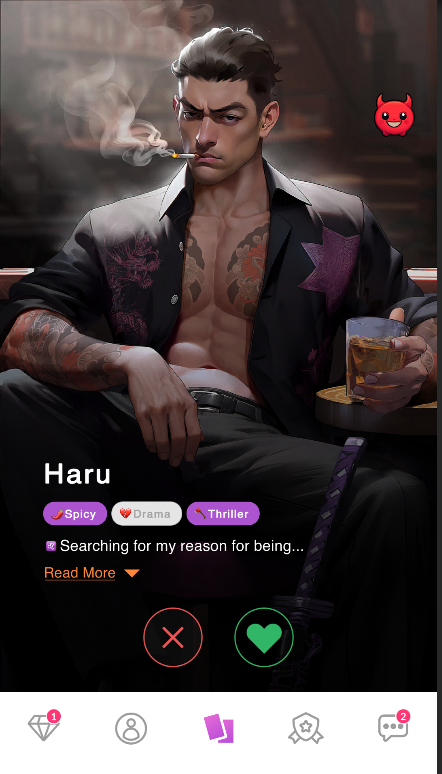 Haru
Spicy Drama Thriller
Searching for my reason for being...
Read More
1 2